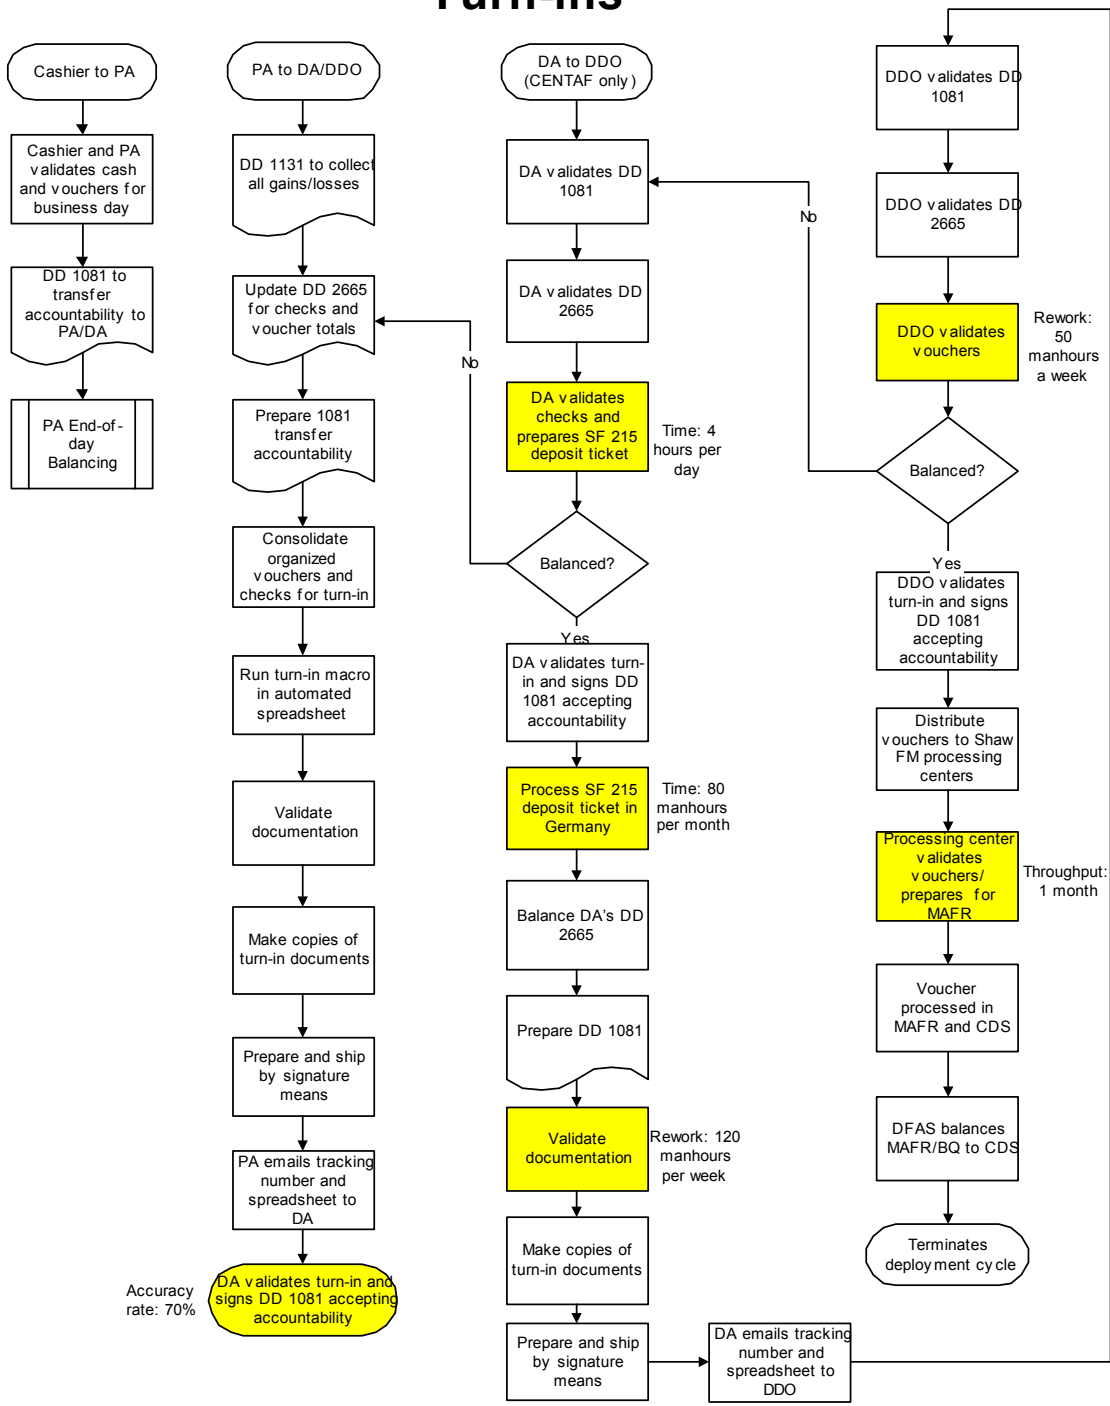 Turn-ins
Cashier to PA
Cashier and PA
validates cash
and vouchers for
business day
DD 1081 to
transfer
accountability to
PA/DA
PA End-of-
day
Balancing
PA to DA/DDO
DD 1131 to collect
all gains/losses
Update DD 2665
for checks and
voucher totals
Prepare 1081
transfer
accountability
Consolidate
organized
vouchers and
checks for turn-in
Run turn-in macro
in automated
spreadsheet
Validate
documentation
Make copies of
turn-in documents
Prepare and ship
by signature
means
PA emails tracking
number and
spreadsheet to
DA
Accuracy
rate: 70%
DA validates turn-in and
signs DD 1081 accepting
accountability
DA to DDO
(CENTAF only)
DA validates DD
1081
DA validates DD
2665
DA validates
checks and
prepares SF 215
deposit ticket
Time: 4
hours per
day
Balanced?
No
Yes
DA validates turn-
in and signs DD
1081 accepting
accountability
Process SF 215
deposit ticket in
Germany
Time: 80
manhours
per month
Balance DA's DD
2665
Prepare DD 1081
Validate
documentation
Rework: 120
manhours
per week
Make copies of
turn-in documents
Prepare and ship
by signature
means
DA emails tracking
number and
spreadsheet to
DDO
DDO validates DD
1081
DDO validates DD
2665
DDO validates
vouchers
Rework:
50
manhours
a week
Balanced?
No
Yes
DDO validates
turn-in and signs
DD 1081
accepting
accountability
Distribute
vouchers to Shaw
FM processing
centers
Processing center
validates
vouchers/
prepares for
MAFR
Throughput:
1 month
Voucher
processed in
MAFR and CDS
DFAS balances
MAFR/BQ to CDS
Terminates
deployment cycle